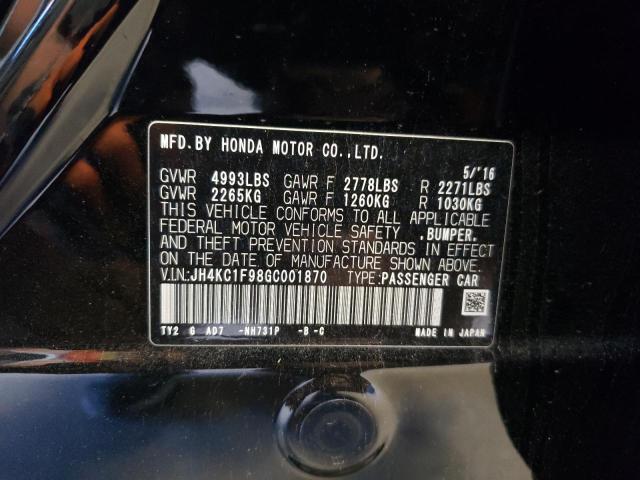 MFD.BY HONDA MOTOR CO.,LTD.
5/'16
GVWR 4993LBS GAWR F 2778LBS R 2271LBS
GVWR 2265KG GAWR F 1260KG R 1030KG
THIS VEHICLE CONFORMS TO ALL APPLICABLE
FEDERAL MOTOR VEHICLE SAFETY ,BUMPER,
AND THEFT PREVENTION STANDARDS IN EFFECT
ON THE DATE OF MANUFACTURE SHOWN ABOVE.
V.I.N:JH4KC1F98GC001870 TYPE:PASSENGER CAR
TY2 G AD7 -NH731P -B -G MADE IN JAPAN